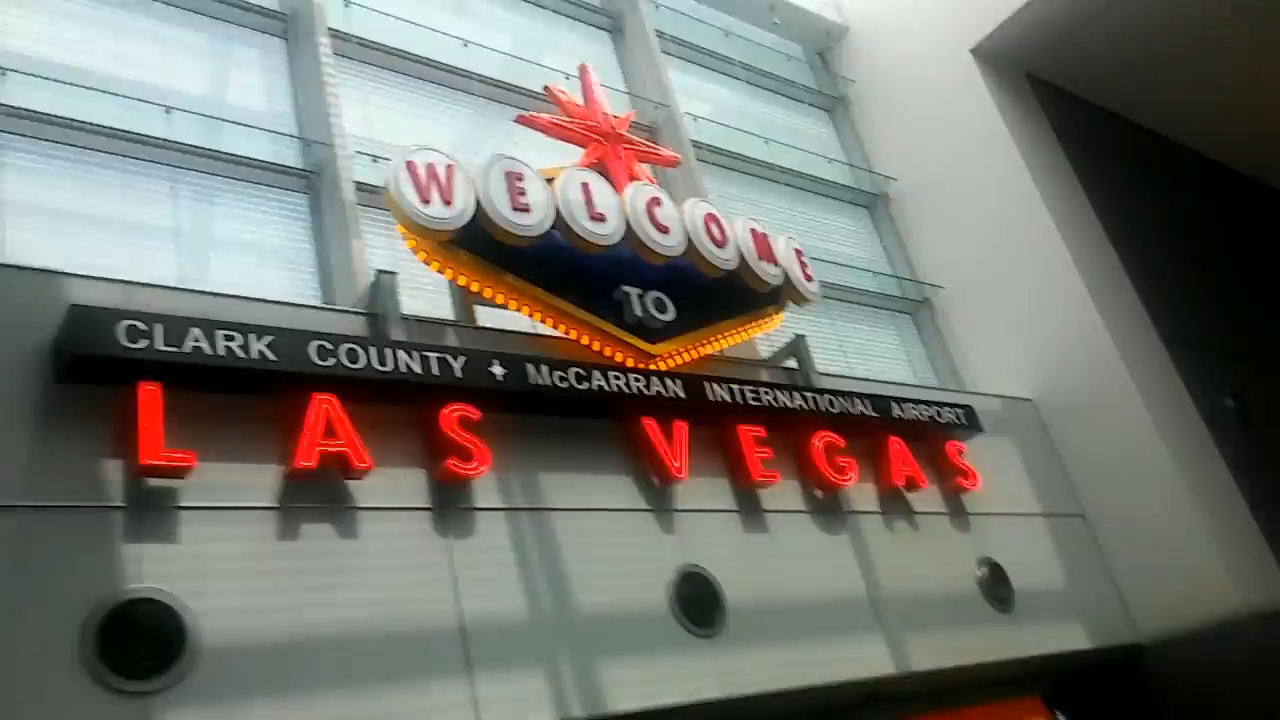 WELCOME
TO
CLARK COUNTY ✦ McCARRAN INTERNATIONAL AIRPORT
LAS VEGAS